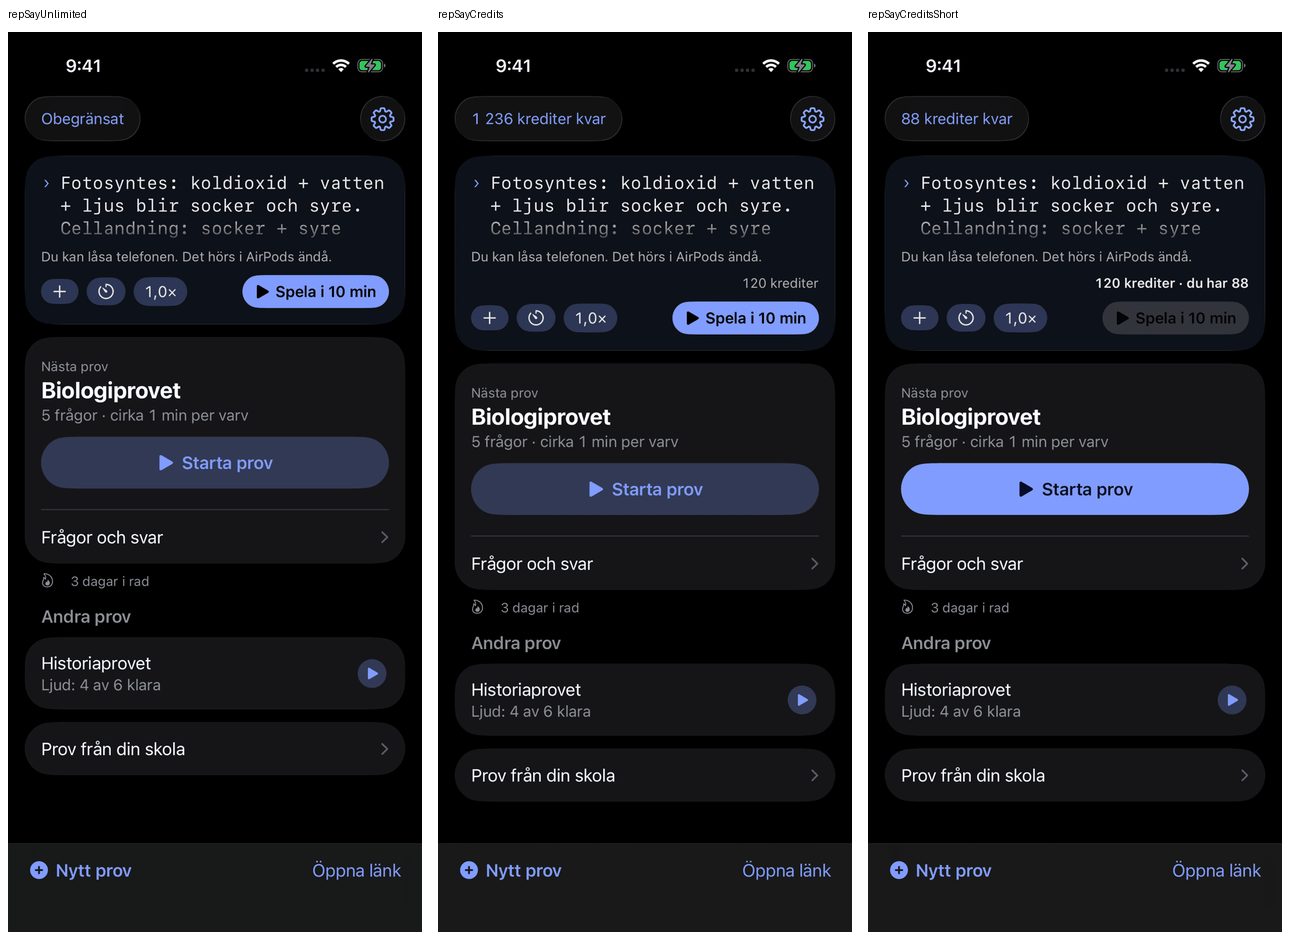 repSayUnlimited
9:41
Obegränsat
› Fotosyntes: koldioxid + vatten
+ ljus blir socker och syre.
Cellandning: socker + syre
Du kan låsa telefonen. Det hörs i AirPods ändå.
1,0×
Spela i 10 min
Nästa prov
Biologiprovet
5 frågor · cirka 1 min per varv
Starta prov
Frågor och svar
3 dagar i rad
Andra prov
Historiaprovet
Ljud: 4 av 6 klara
Prov från din skola
Nytt prov
Öppna länk
repSayCredits
9:41
1 236 krediter kvar
› Fotosyntes: koldioxid + vatten
+ ljus blir socker och syre.
Cellandning: socker + syre
Du kan låsa telefonen. Det hörs i AirPods ändå.
120 krediter
1,0×
Spela i 10 min
Nästa prov
Biologiprovet
5 frågor · cirka 1 min per varv
Starta prov
Frågor och svar
3 dagar i rad
Andra prov
Historiaprovet
Ljud: 4 av 6 klara
Prov från din skola
Nytt prov
Öppna länk
repSayCreditsShort
9:41
88 krediter kvar
› Fotosyntes: koldioxid + vatten
+ ljus blir socker och syre.
Cellandning: socker + syre
Du kan låsa telefonen. Det hörs i AirPods ändå.
120 krediter · du har 88
1,0×
Spela i 10 min
Nästa prov
Biologiprovet
5 frågor · cirka 1 min per varv
Starta prov
Frågor och svar
3 dagar i rad
Andra prov
Historiaprovet
Ljud: 4 av 6 klara
Prov från din skola
Nytt prov
Öppna länk